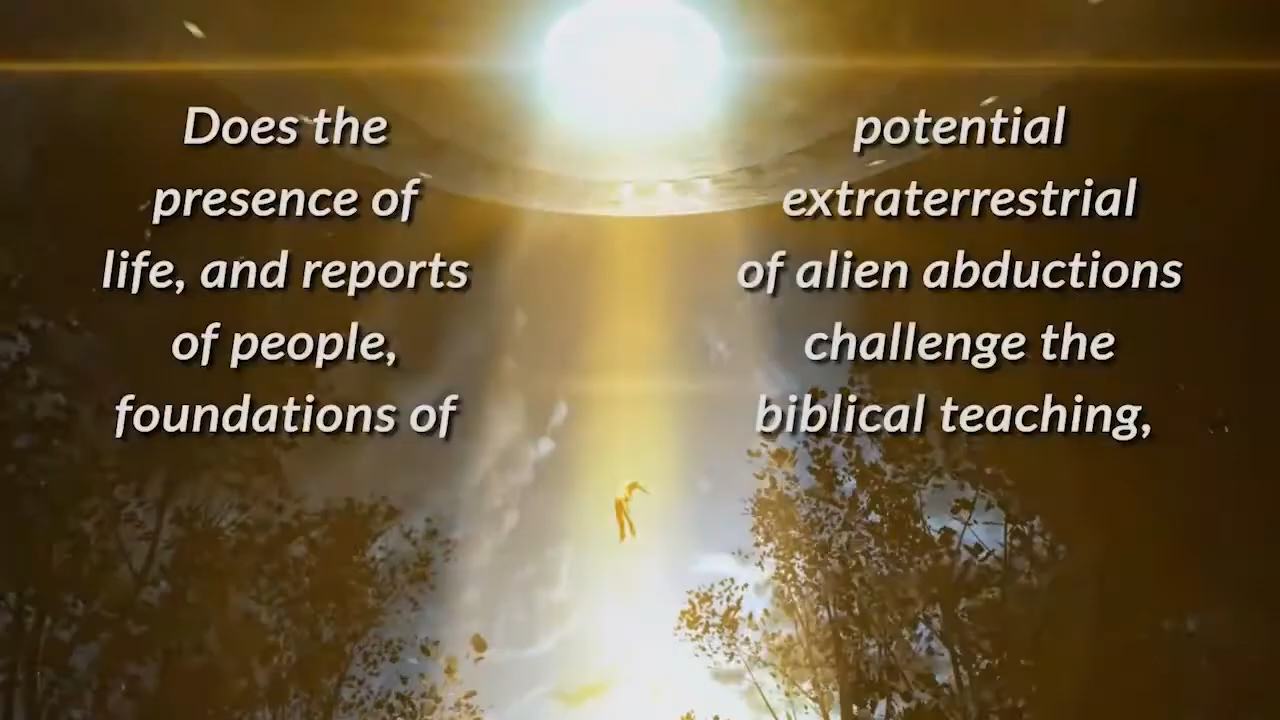 Does the potential
presence of extraterrestrial
life, and reports of alien abductions
of people, challenge the
foundations of biblical teaching,